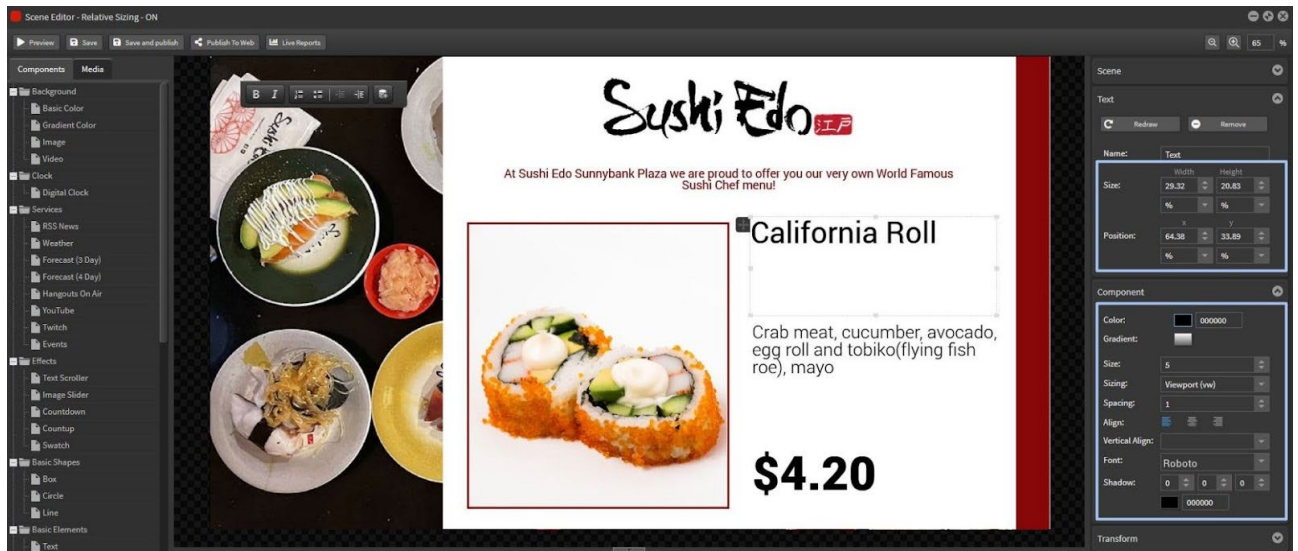 Scene Editor - Relative Sizing - ON
Preview Save Save and publish Publish To Web Live Reports 65 %
Components Media
Background
Basic Color
Gradient Color
Image
Video
Clock
Digital Clock
Services
RSS News
Weather
Forecast (3 Day)
Forecast (4 Day)
Hangouts On Air
YouTube
Twitch
Events
Effects
Text Scroller
Image Slider
Countdown
Countup
Swatch
Basic Shapes
Box
Circle
Line
Basic Elements
Text
B I
Sushi Edo 江戸
At Sushi Edo Sunnybank Plaza we are proud to offer you our very own World Famous
Sushi Chef menu!
California Roll
Crab meat, cucumber, avocado,
egg roll and tobiko(flying fish
roe), mayo
$4.20
Scene
Text
Redraw Remove
Name: Text
Width Height
Size: 29.32 20.83
% %
x y
Position: 64.38 33.89
% %
Component
Color: 000000
Gradient:
Size: 5
Sizing: Viewport (vw)
Spacing: 1
Align:
Vertical Align:
Font: Roboto
Shadow: 0 0 0
000000
Transform